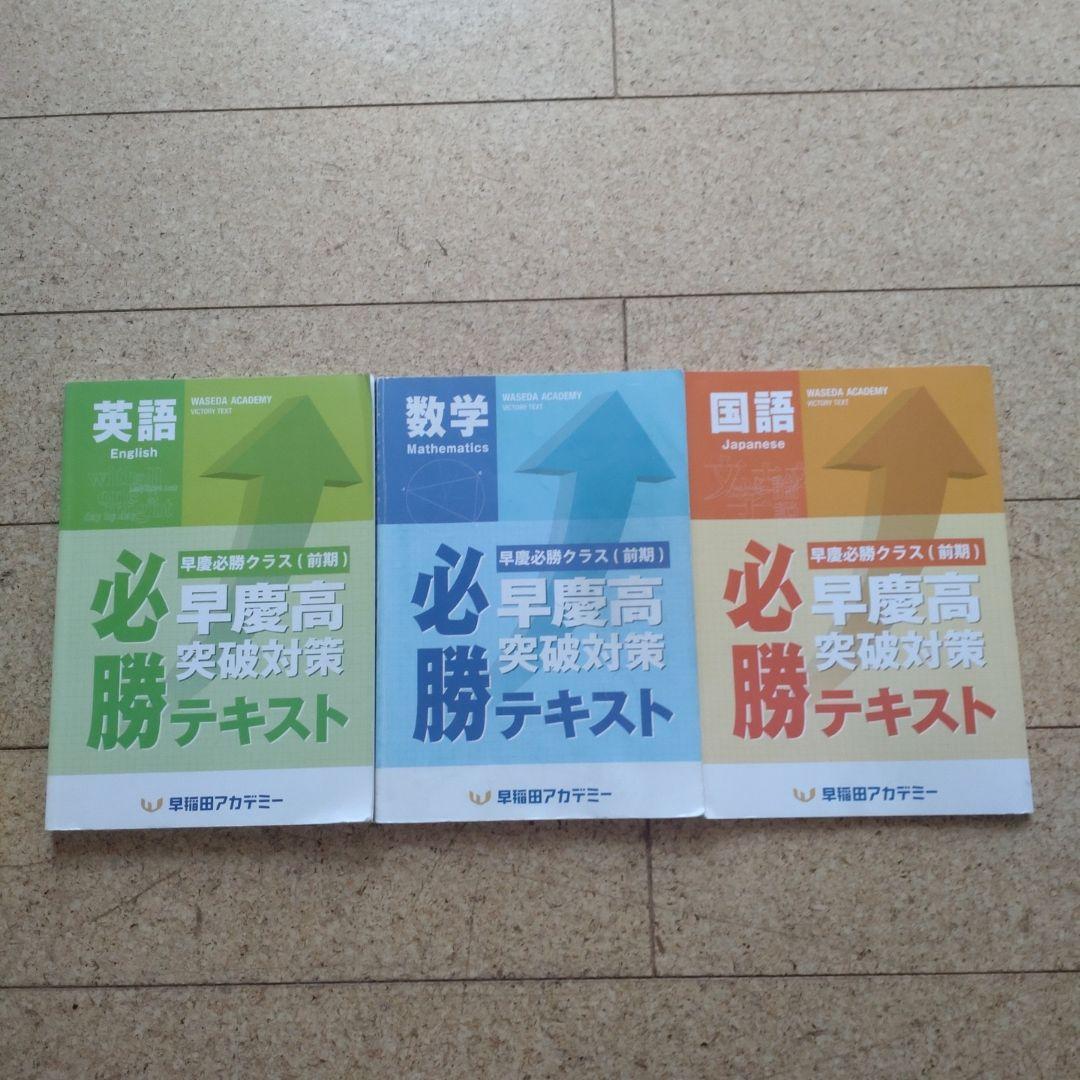 英語
English
WASEDA ACADEMY
VICTORY TEXT
早慶必勝クラス(前期)
必勝
早慶高
突破対策
テキスト
早稲田アカデミー
数学
Mathematics
WASEDA ACADEMY
VICTORY TEXT
早慶必勝クラス(前期)
必勝
早慶高
突破対策
テキスト
早稲田アカデミー
国語
Japanese
WASEDA ACADEMY
VICTORY TEXT
早慶必勝クラス(前期)
必勝
早慶高
突破対策
テキスト
早稲田アカデミー